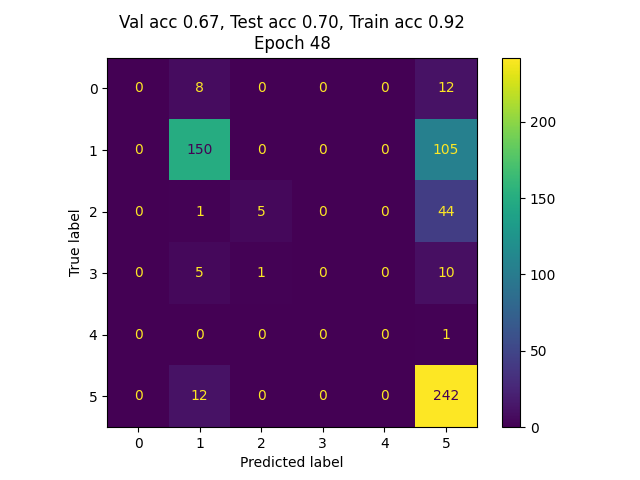 Val acc 0.67, Test acc 0.70, Train acc 0.92
Epoch 48
0 0 8 0 0 0 12
1 0 150 0 0 0 105
2 0 1 5 0 0 44
3 0 5 1 0 0 10
4 0 0 0 0 0 1
5 0 12 0 0 0 242
0 1 2 3 4 5
Predicted label
True label
200
150
100
50
0